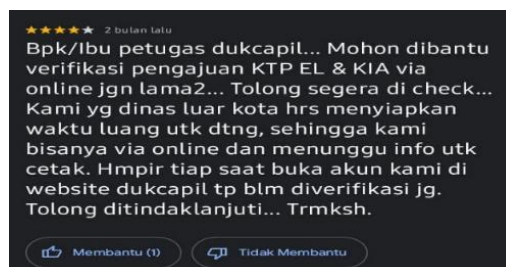 2 bulan lalu
Bpk/Ibu petugas dukcapil... Mohon dibantu
verifikasi pengajuan KTP EL & KIA via
online jgn lama2... Tolong segera di check...
Kami yg dinas luar kota hrs menyiapkan
waktu luang utk dtng, sehingga kami
bisanya via online dan menunggu info utk
cetak. Hmpir tiap saat buka akun kami di
website dukcapil tp blm diverifikasi jg.
Tolong ditindaklanjuti... Trmksh.
Membantu (1) Tidak Membantu